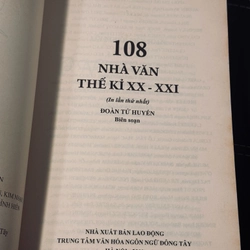 108
NHÀ VĂN
THẾ KỈ XX - XXI
(In lần thứ nhất)
ĐOÀN TỬ HUYẾN
Biên soạn
NHÀ XUẤT BẢN LAO ĐỘNG
TRUNG TÂM VĂN HÓA NGÔN NGỮ ĐÔNG TÂY